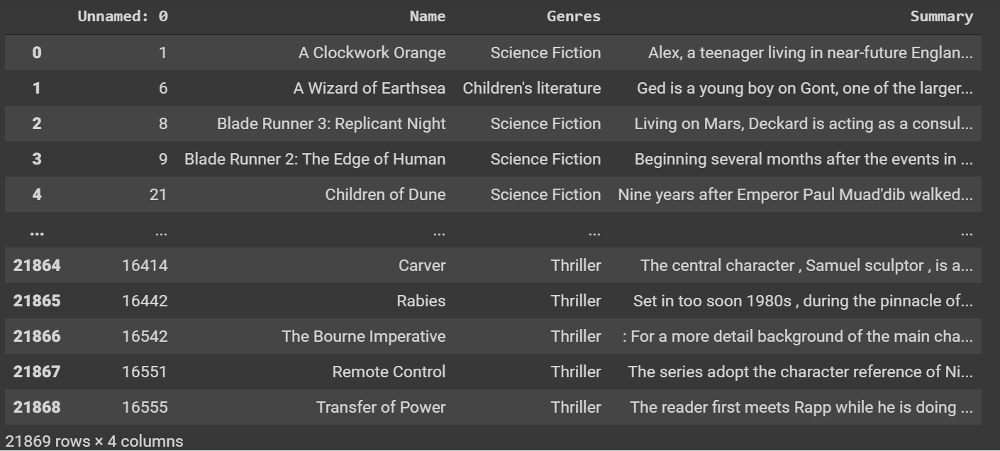 Unnamed: 0 Name Genres Summary
0 1 A Clockwork Orange Science Fiction Alex, a teenager living in near-future Englan...
1 6 A Wizard of Earthsea Children's literature Ged is a young boy on Gont, one of the larger...
2 8 Blade Runner 3: Replicant Night Science Fiction Living on Mars, Deckard is acting as a consul...
3 9 Blade Runner 2: The Edge of Human Science Fiction Beginning several months after the events in ...
4 21 Children of Dune Science Fiction Nine years after Emperor Paul Muad'dib walked...
... ... ... ... ...
21864 16414 Carver Thriller The central character , Samuel sculptor , is a...
21865 16442 Rabies Thriller Set in too soon 1980s , during the pinnacle of...
21866 16542 The Bourne Imperative Thriller : For a more detail background of the main cha...
21867 16551 Remote Control Thriller The series adopt the character reference of Ni...
21868 16555 Transfer of Power Thriller The reader first meets Rapp while he is doing ...
21869 rows × 4 columns